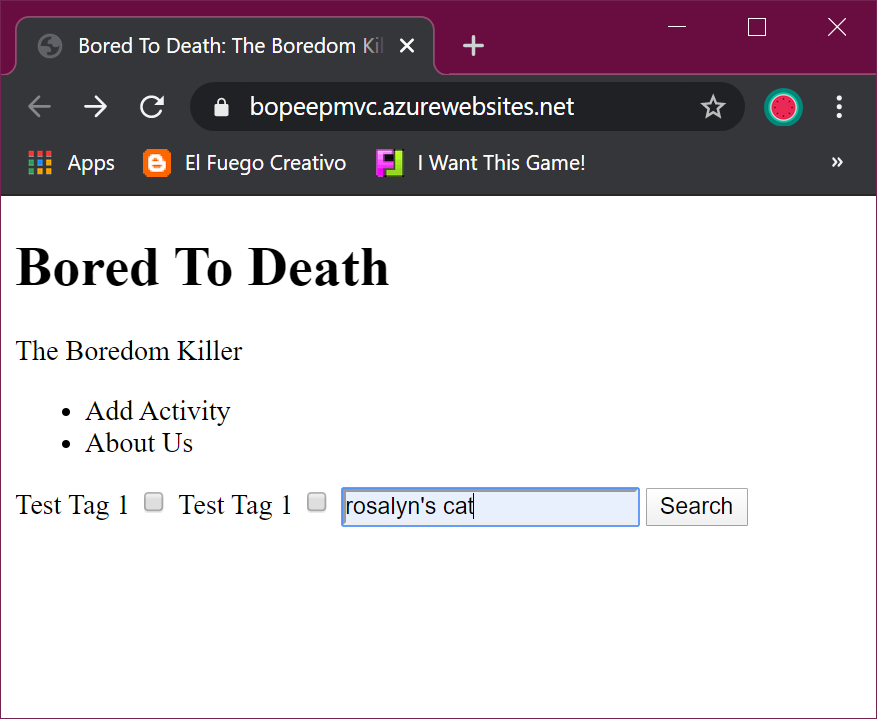 Bored To Death: The Boredom Kil
bopeepmvc.azurewebsites.net
Apps El Fuego Creativo I Want This Game! »
Bored To Death
The Boredom Killer
• Add Activity
• About Us
Test Tag 1 Test Tag 1 rosalyn's cat Search